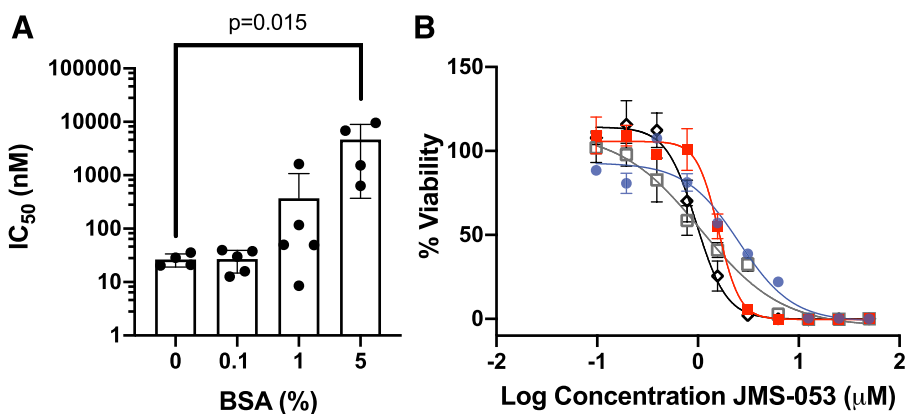 A
p=0.015
100000
10000
1000
100
10
1
IC50 (nM)
0 0.1 1 5
BSA (%)
B
150
100
50
0
% Viability
-2 -1 0 1 2
Log Concentration JMS-053 (μM)